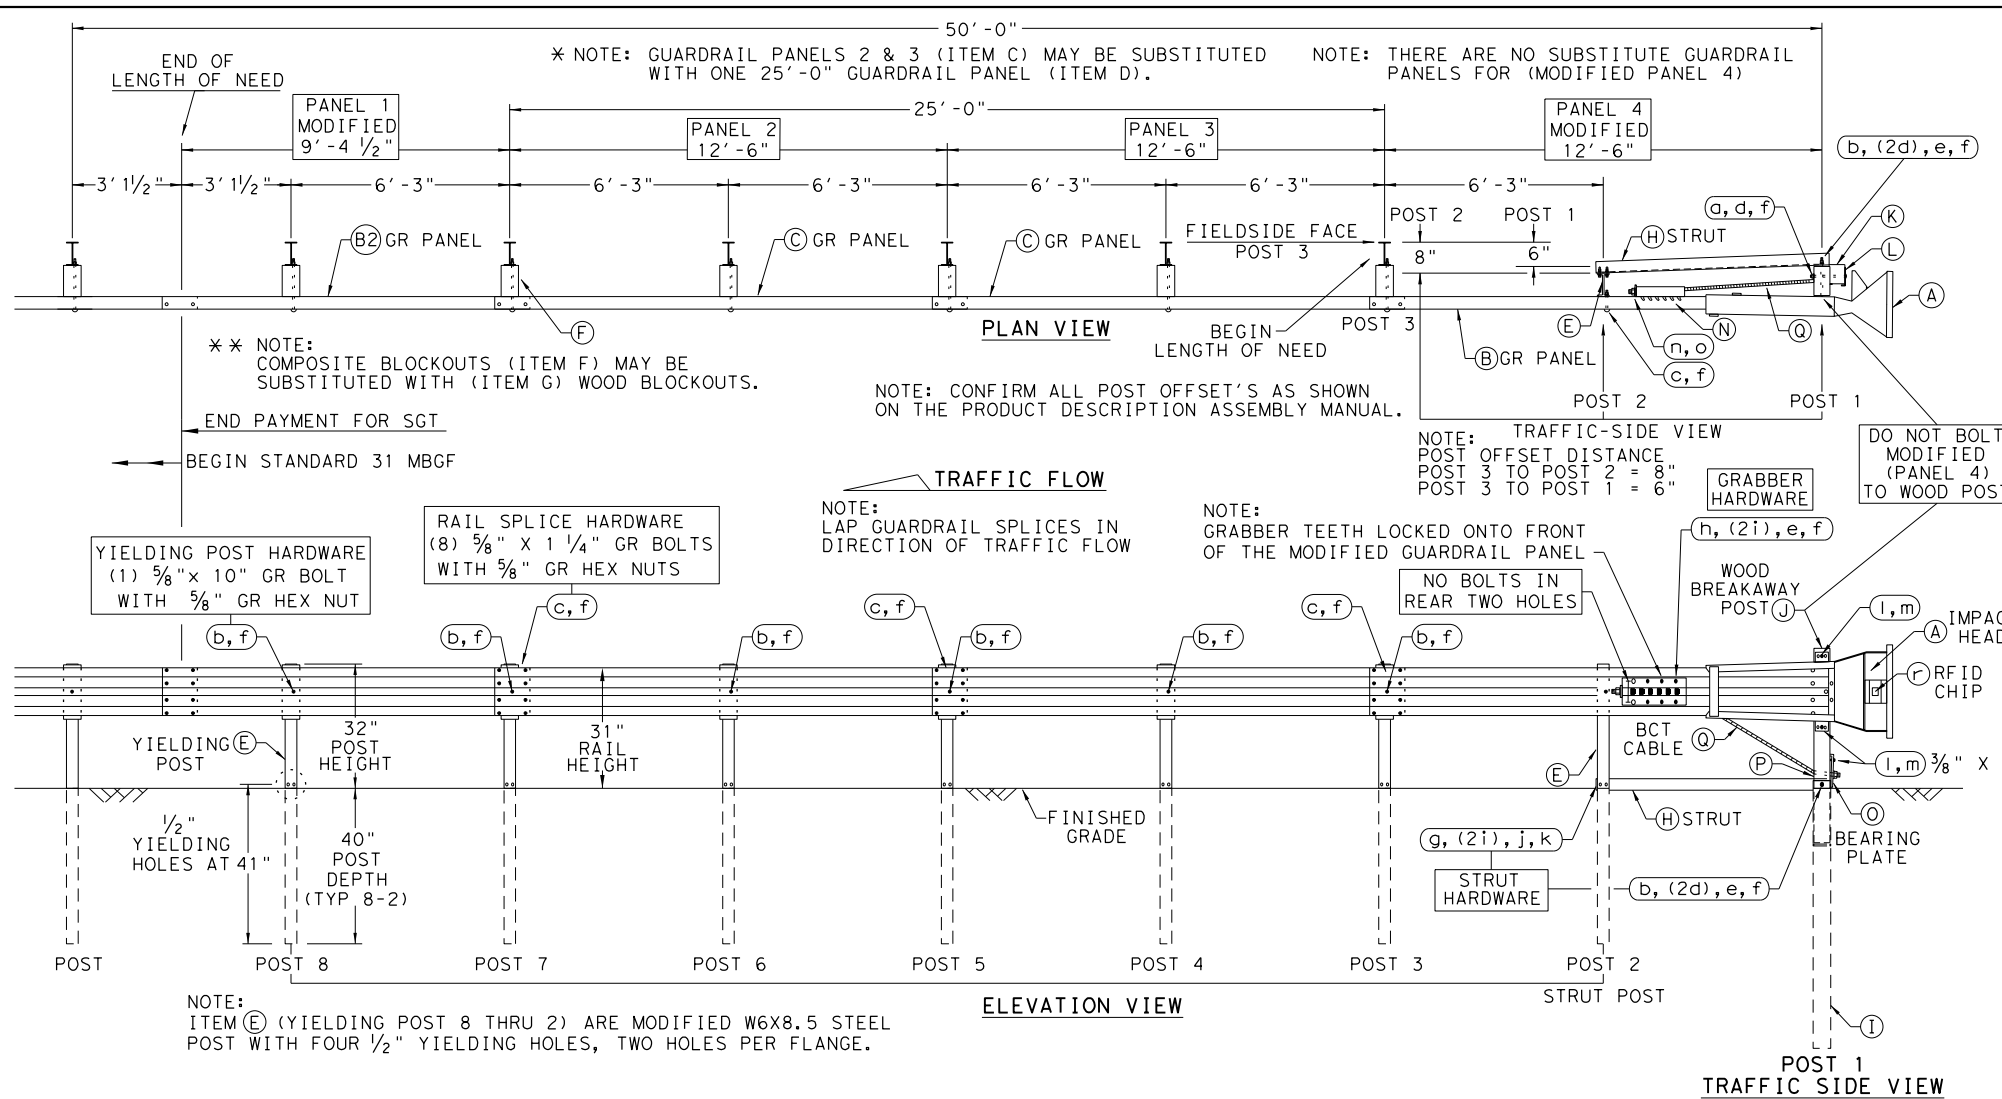 50'-0"
* NOTE: GUARDRAIL PANELS 2 & 3 (ITEM C) MAY BE SUBSTITUTED
WITH ONE 25'-0" GUARDRAIL PANEL (ITEM D).
NOTE: THERE ARE NO SUBSTITUTE GUARDRAIL
PANELS FOR (MODIFIED PANEL 4)
END OF
LENGTH OF NEED
25'-0"
PANEL 1
MODIFIED
9'-4 1/2"
PANEL 2
12'-6"
PANEL 3
12'-6"
PANEL 4
MODIFIED
12'-6"
b, (2d), e, f
3' 1 1/2"
3' 1 1/2"
6'-3"
6'-3"
6'-3"
6'-3"
6'-3"
6'-3"
POST 2
8"
POST 1
6"
a, d, f
K
L
H STRUT
FIELDSIDE FACE
POST 3
B2 GR PANEL
C GR PANEL
C GR PANEL
F
PLAN VIEW
BEGIN
LENGTH OF NEED
POST 3
B GR PANEL
E
N
Q
A
n, o
c, f
POST 2
POST 1
** NOTE:
COMPOSITE BLOCKOUTS (ITEM F) MAY BE
SUBSTITUTED WITH (ITEM G) WOOD BLOCKOUTS.
NOTE: CONFIRM ALL POST OFFSET'S AS SHOWN
ON THE PRODUCT DESCRIPTION ASSEMBLY MANUAL.
END PAYMENT FOR SGT
BEGIN STANDARD 31 MBGF
TRAFFIC-SIDE VIEW
NOTE:
POST OFFSET DISTANCE
POST 3 TO POST 2 = 8"
POST 3 TO POST 1 = 6"
DO NOT BOLT
MODIFIED
(PANEL 4)
TO WOOD POST
TRAFFIC FLOW
NOTE:
LAP GUARDRAIL SPLICES IN
DIRECTION OF TRAFFIC FLOW
GRABBER
HARDWARE
NOTE:
GRABBER TEETH LOCKED ONTO FRONT
OF THE MODIFIED GUARDRAIL PANEL
h, (2i), e, f
YIELDING POST HARDWARE
(1) 5/8"x 10" GR BOLT
WITH 5/8" GR HEX NUT
RAIL SPLICE HARDWARE
(8) 5/8" X 1 1/4" GR BOLTS
WITH 5/8" GR HEX NUTS
NO BOLTS IN
REAR TWO HOLES
WOOD
BREAKAWAY
POST J
l, m
A
r RFID
CHIP
b, f
c, f
b, f
b, f
c, f
b, f
b, f
c, f
b, f
YIELDING E
POST
32"
POST
HEIGHT
31"
RAIL
HEIGHT
BCT
CABLE Q
E
P
l, m 3/8" X
1/2"
YIELDING
HOLES AT 41"
40"
POST
DEPTH
(TYP 8-2)
FINISHED
GRADE
H STRUT
O
BEARING
PLATE
g, (2i), j, k
STRUT
HARDWARE
b, (2d), e, f
POST
POST 8
POST 7
POST 6
POST 5
POST 4
POST 3
POST 2
STRUT POST
NOTE:
ITEM E (YIELDING POST 8 THRU 2) ARE MODIFIED W6X8.5 STEEL
POST WITH FOUR 1/2" YIELDING HOLES, TWO HOLES PER FLANGE.
ELEVATION VIEW
I
POST 1
TRAFFIC SIDE VIEW